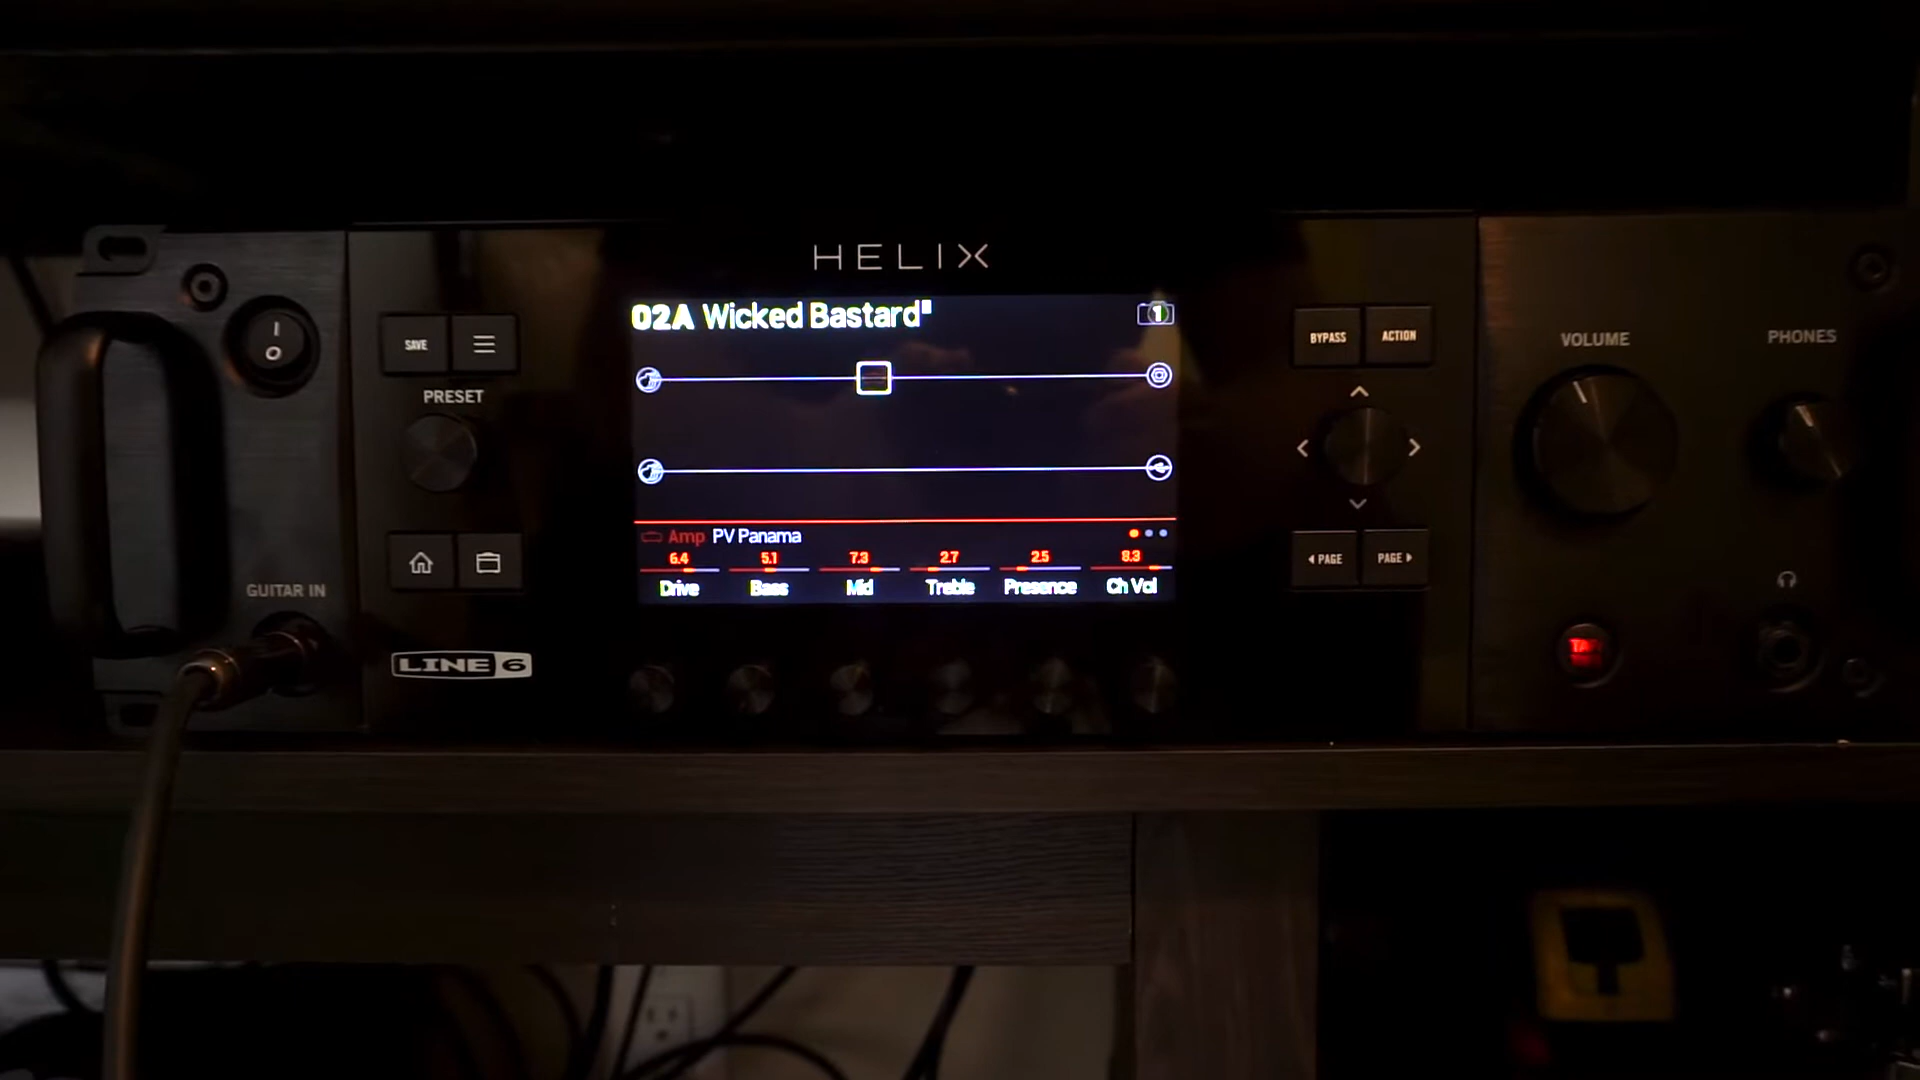 HELIX
02A Wicked Bastard
1
SAVE
PRESET
BYPASS
ACTION
VOLUME
PHONES
Amp PV Panama
6.4 5.1 7.3 2.7 2.5 8.3
Drive Bass Mid Treble Presence Ch Vol
PAGE
PAGE
GUITAR IN
LINE 6
TAP